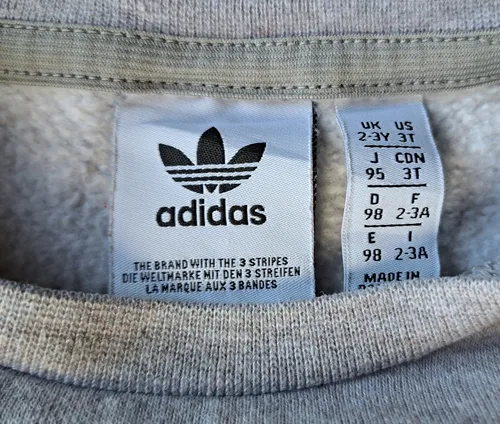 adidas
THE BRAND WITH THE 3 STRIPES
DIE WELTMARKE MIT DEN 3 STREIFEN
LA MARQUE AUX 3 BANDES
UK US
2-3Y 3T
J CDN
95 3T
D F
98 2-3A
E I
98 2-3A
MADE IN